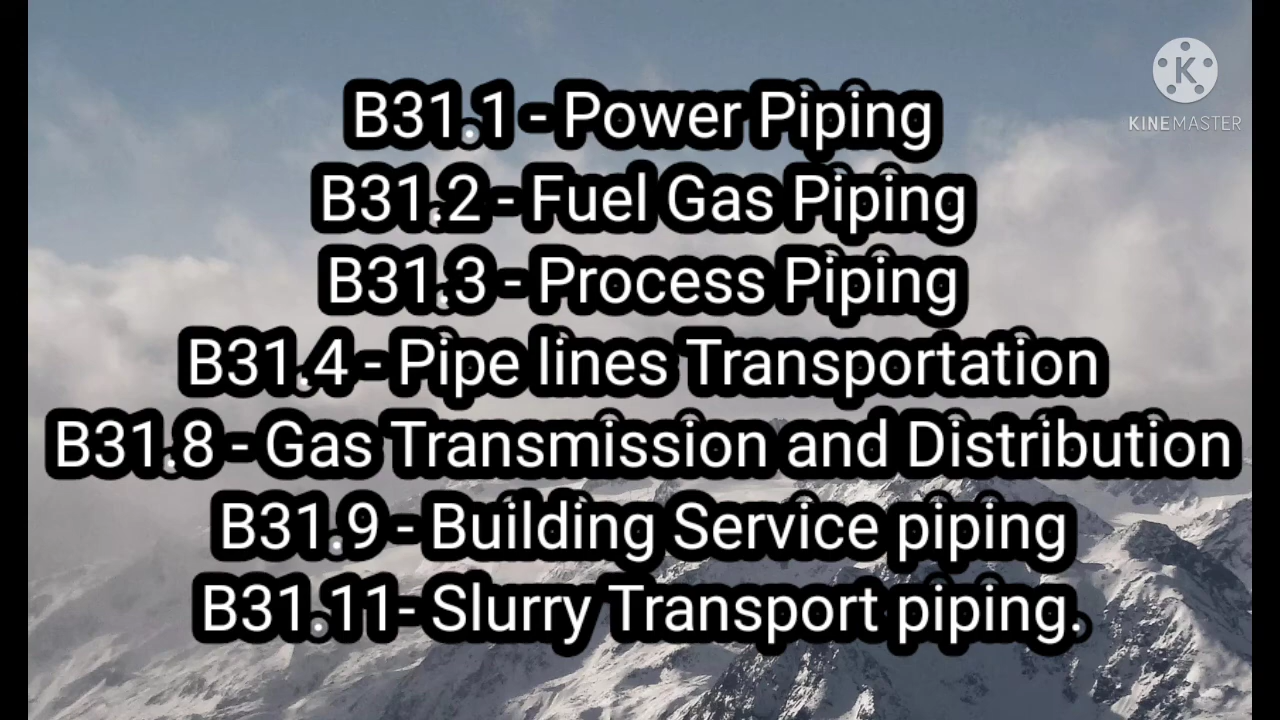 B31.1 - Power Piping
B31.2 - Fuel Gas Piping
B31.3 - Process Piping
B31.4 - Pipe lines Transportation
B31.8 - Gas Transmission and Distribution
B31.9 - Building Service piping
B31.11- Slurry Transport piping.
K
KINEMASTER